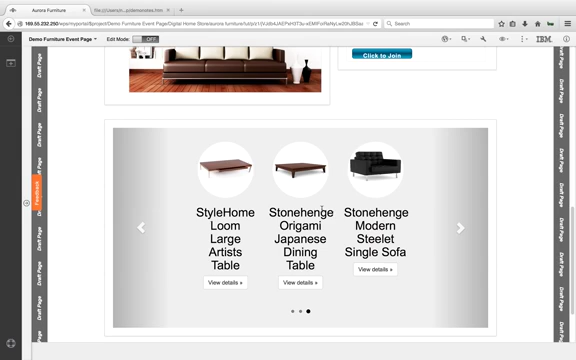 Aurora Furniture
Search
Demo Furniture Event Page
Edit Mode:
OFF
IBM
Click to Join
Draft Page
Feedback
StyleHome
Loom
Large
Artists
Table
View details »
Stonehenge
Origami
Japanese
Dining
Table
View details »
Stonehenge
Modern
Steelet
Single Sofa
View details »